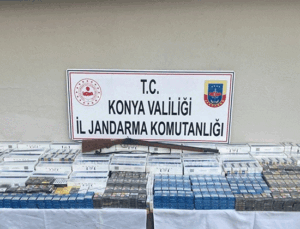 T.C.
KONYA VALİLİĞİ
İL JANDARMA KOMUTANLIĞI